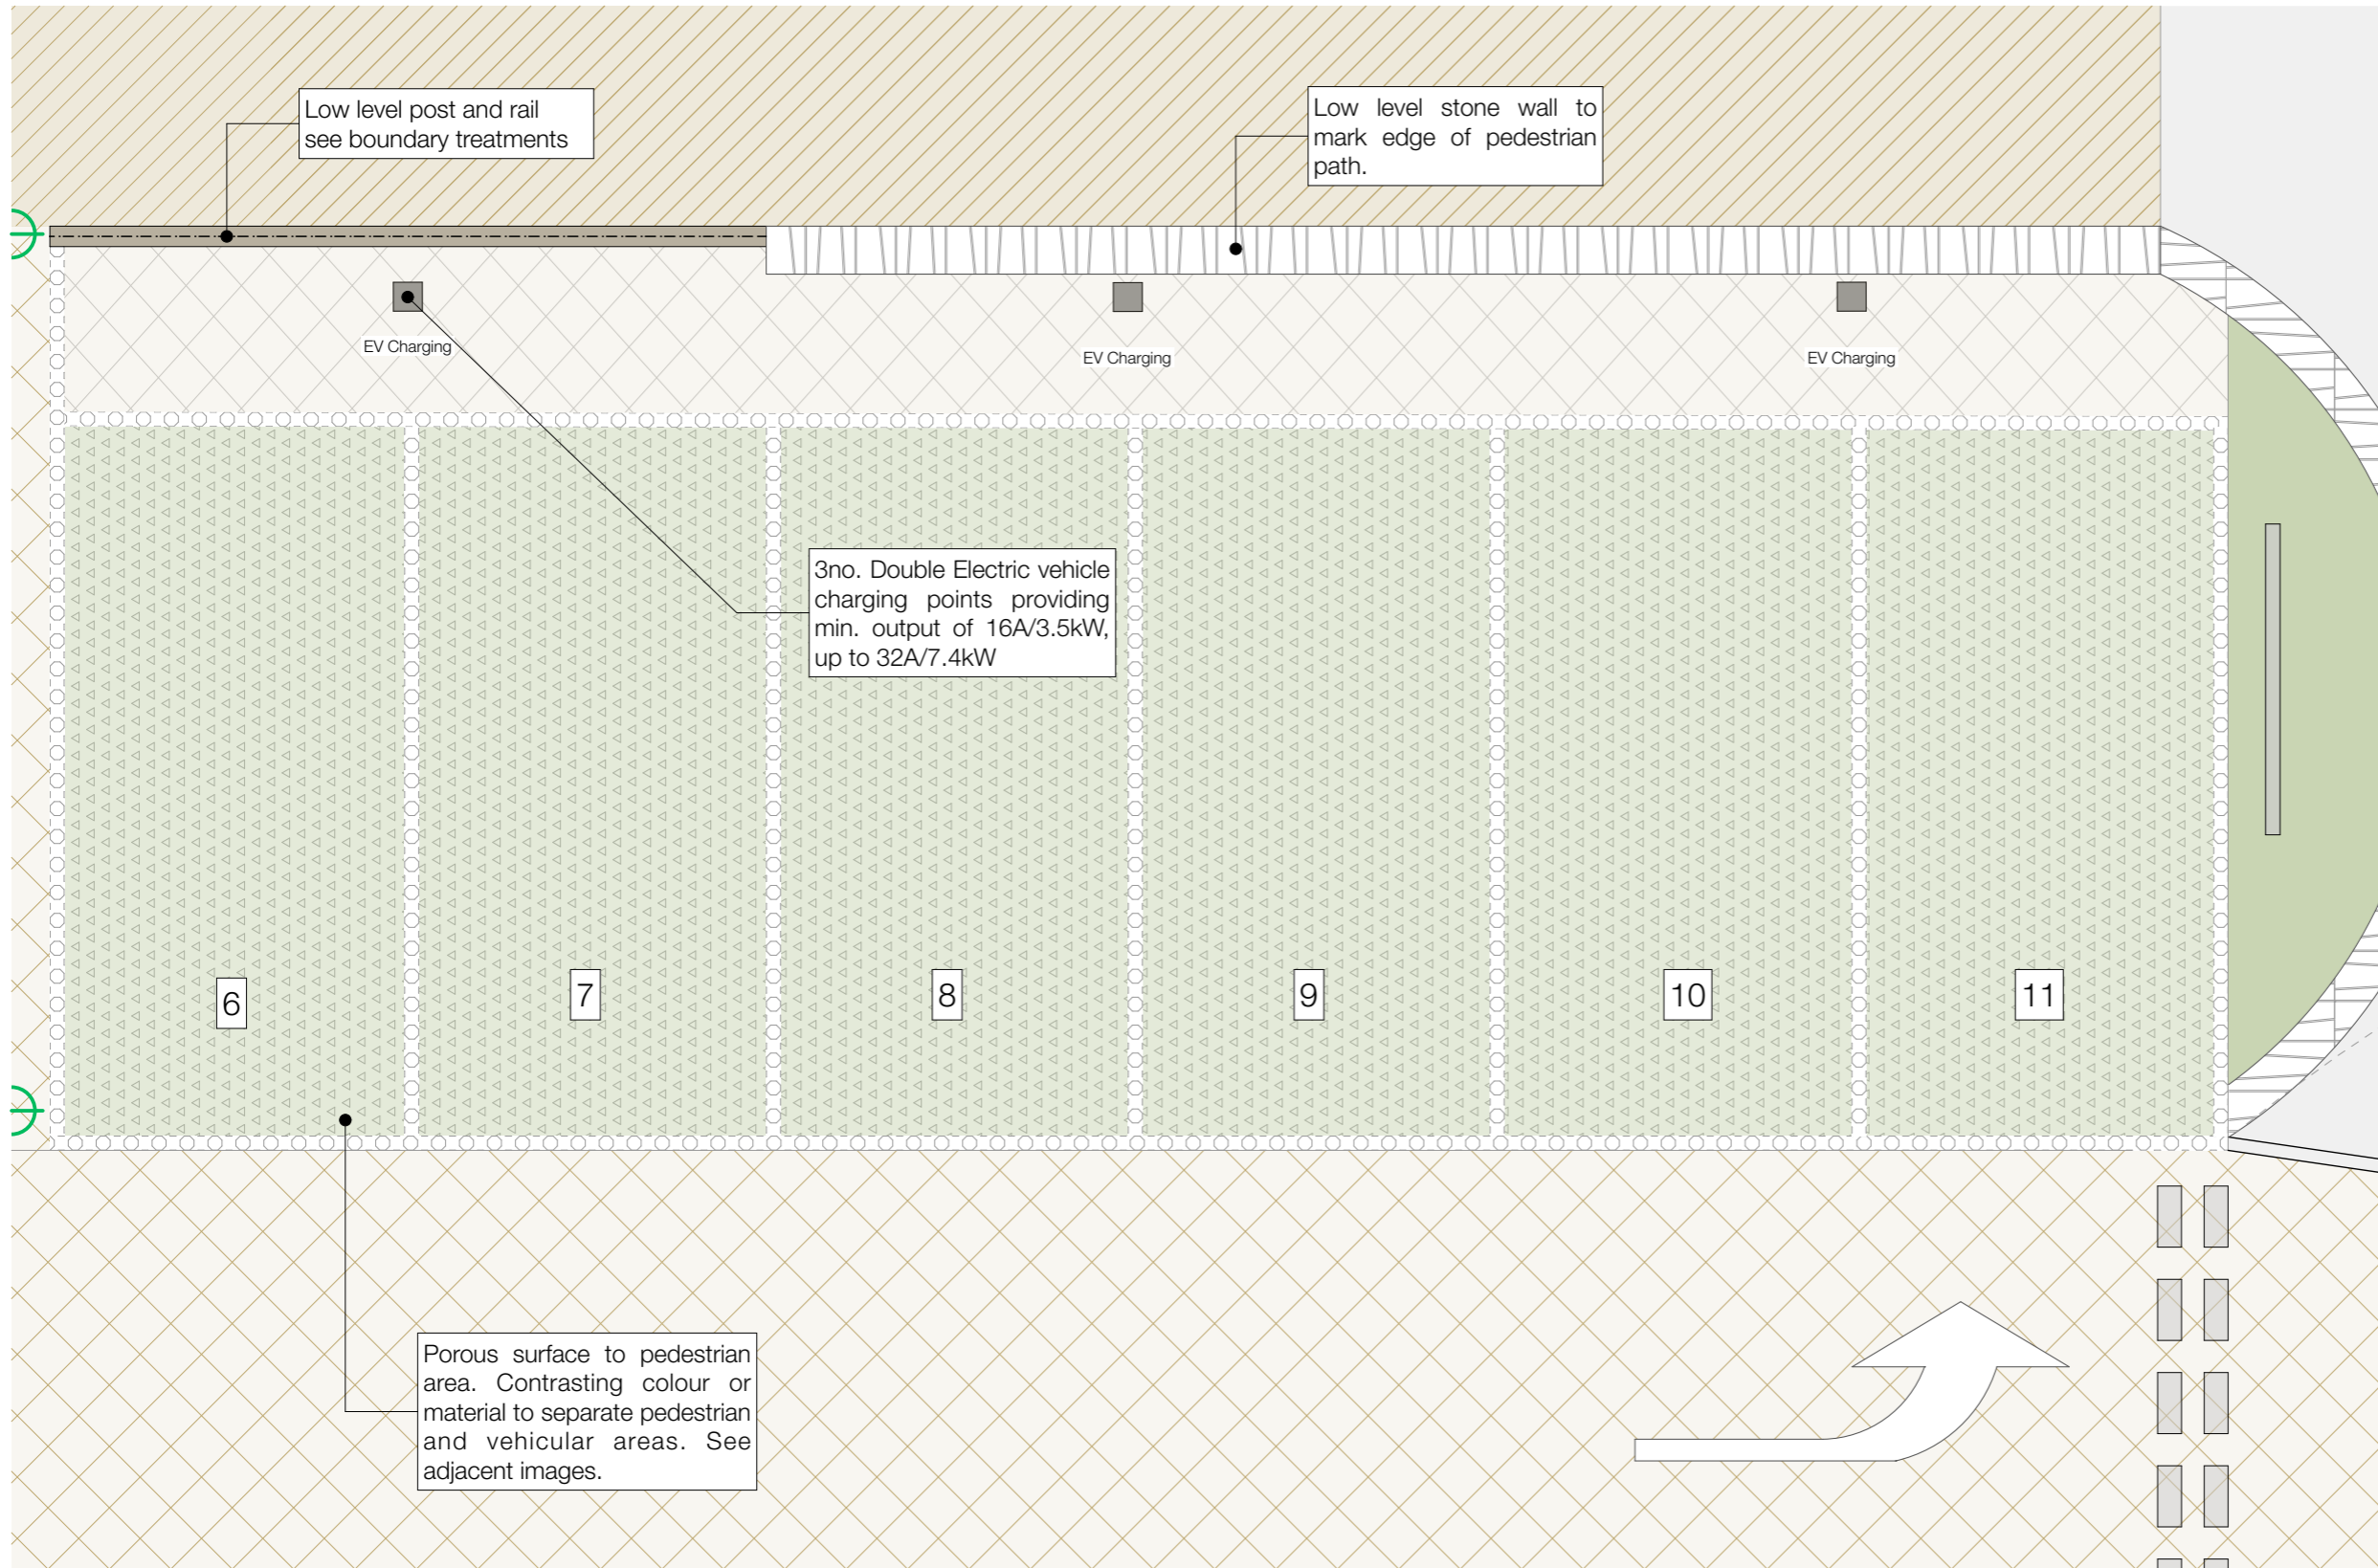 Low level post and rail
see boundary treatments
Low level stone wall to
mark edge of pedestrian
path.
EV Charging
EV Charging
EV Charging
3no. Double Electric vehicle
charging points providing
min. output of 16A/3.5kW,
up to 32A/7.4kW
6
7
8
9
10
11
Porous surface to pedestrian
area. Contrasting colour or
material to separate pedestrian
and vehicular areas. See
adjacent images.